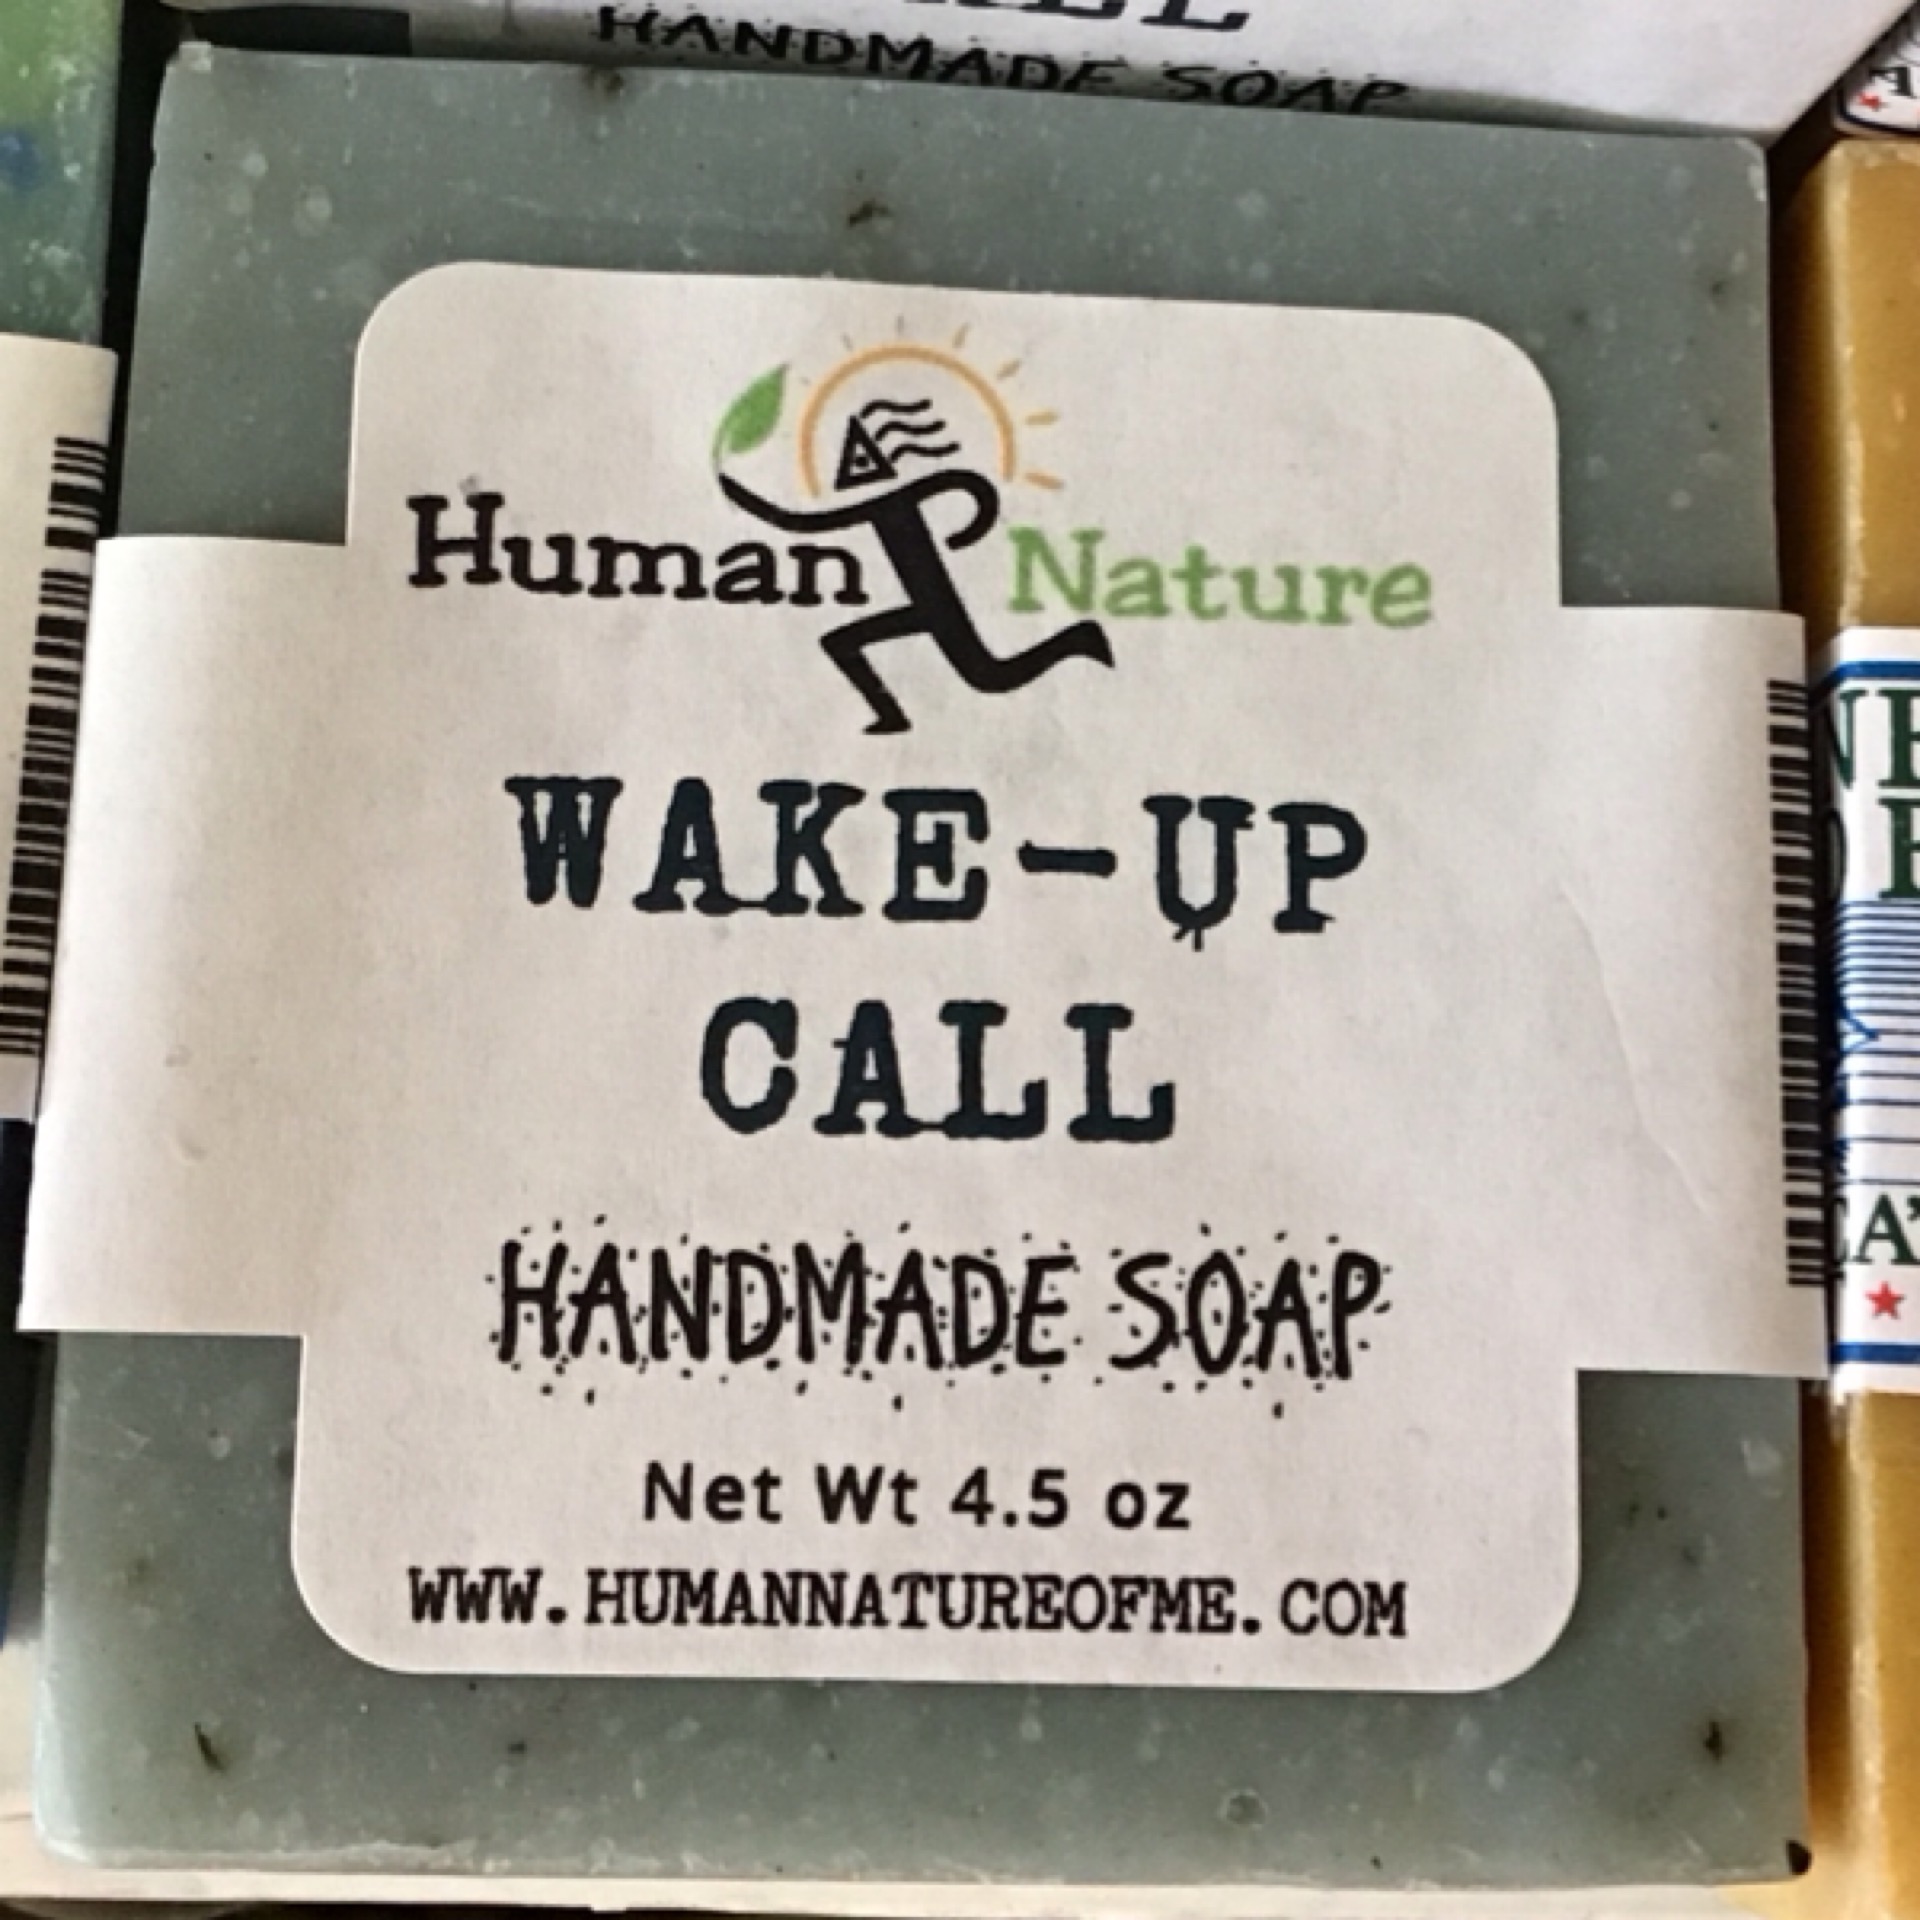 HANDMADE SOAP
Human Nature
WAKE-UP
CALL
HANDMADE SOAP
Net Wt 4.5 oz
WWW.HUMANNATUREOFME.COM